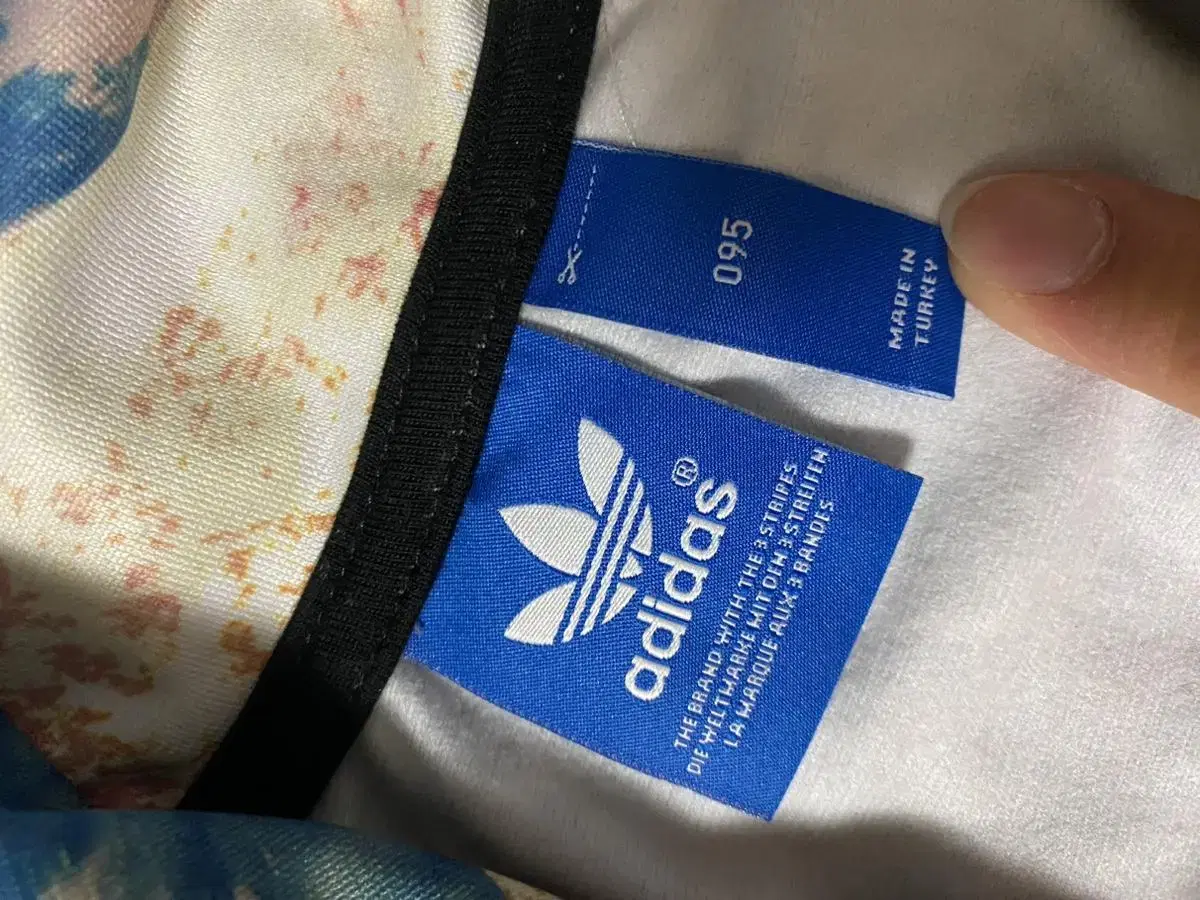 095
MADE IN
TURKEY
adidas®
THE BRAND WITH THE 3 STRIPES
DIE WELTMARKE MIT DEN 3 STREIFEN
LA MARQUE AUX 3 BANDES